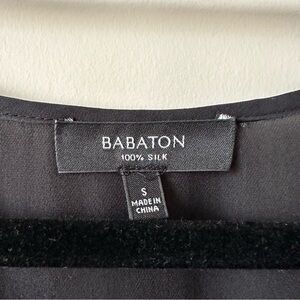 BABATON
100% SILK
S
MADE IN
CHINA